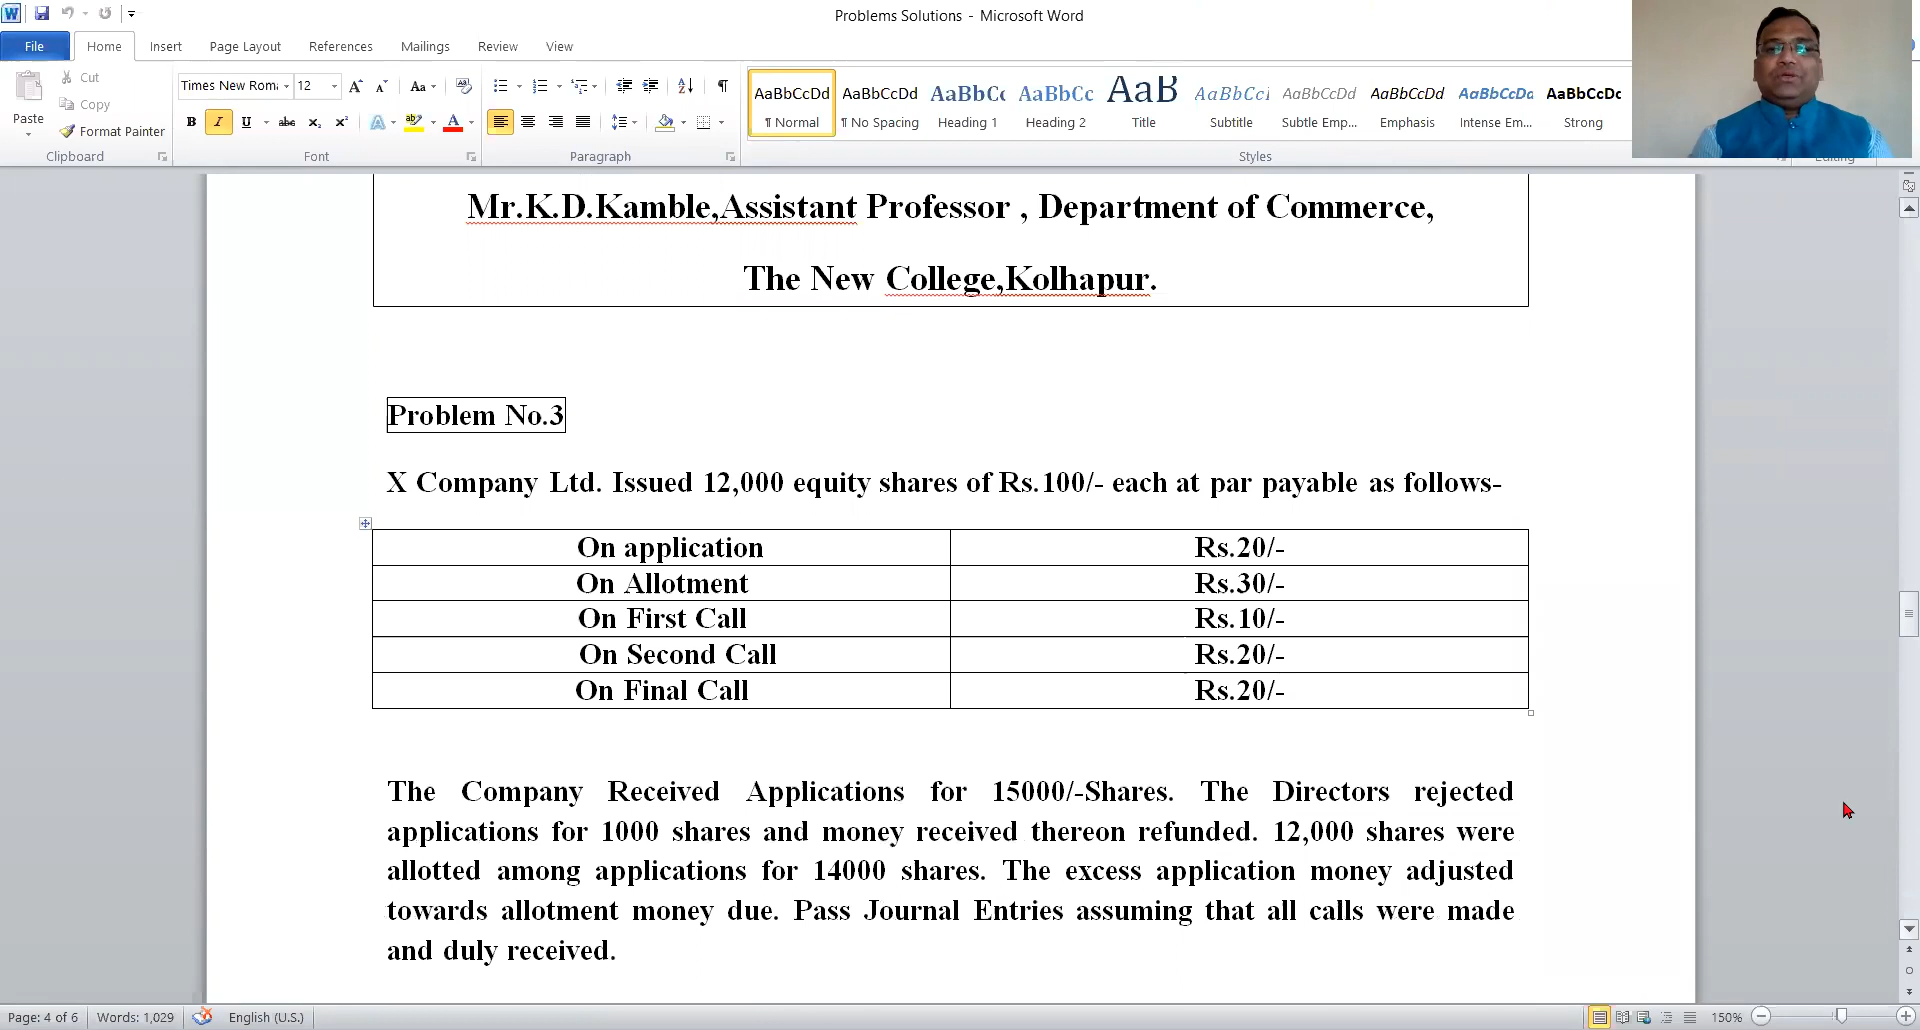 Problems Solutions - Microsoft Word
File Home Insert Page Layout References Mailings Review View
Paste
Cut
Copy
Format Painter
Clipboard
Times New Rom 12
Aa
B I U abc x₂ x² A ab A
Font
Paragraph
AaBbCcDd AaBbCcDd AaBbCc AaBbCc AaB AaBbCcI AaBbCcDd AaBbCcDd AaBbCcDd AaBbCcDc
¶ Normal ¶ No Spacing Heading 1 Heading 2 Title Subtitle Subtle Emp... Emphasis Intense Em... Strong
Styles
Editing
Mr.K.D.Kamble,Assistant Professor , Department of Commerce,
The New College,Kolhapur.
Problem No.3
X Company Ltd. Issued 12,000 equity shares of Rs.100/- each at par payable as follows-
On application Rs.20/-
On Allotment Rs.30/-
On First Call Rs.10/-
On Second Call Rs.20/-
On Final Call Rs.20/-
The Company Received Applications for 15000/-Shares. The Directors rejected
applications for 1000 shares and money received thereon refunded. 12,000 shares were
allotted among applications for 14000 shares. The excess application money adjusted
towards allotment money due. Pass Journal Entries assuming that all calls were made
and duly received.
Page: 4 of 6 Words: 1,029 English (U.S.) 150%